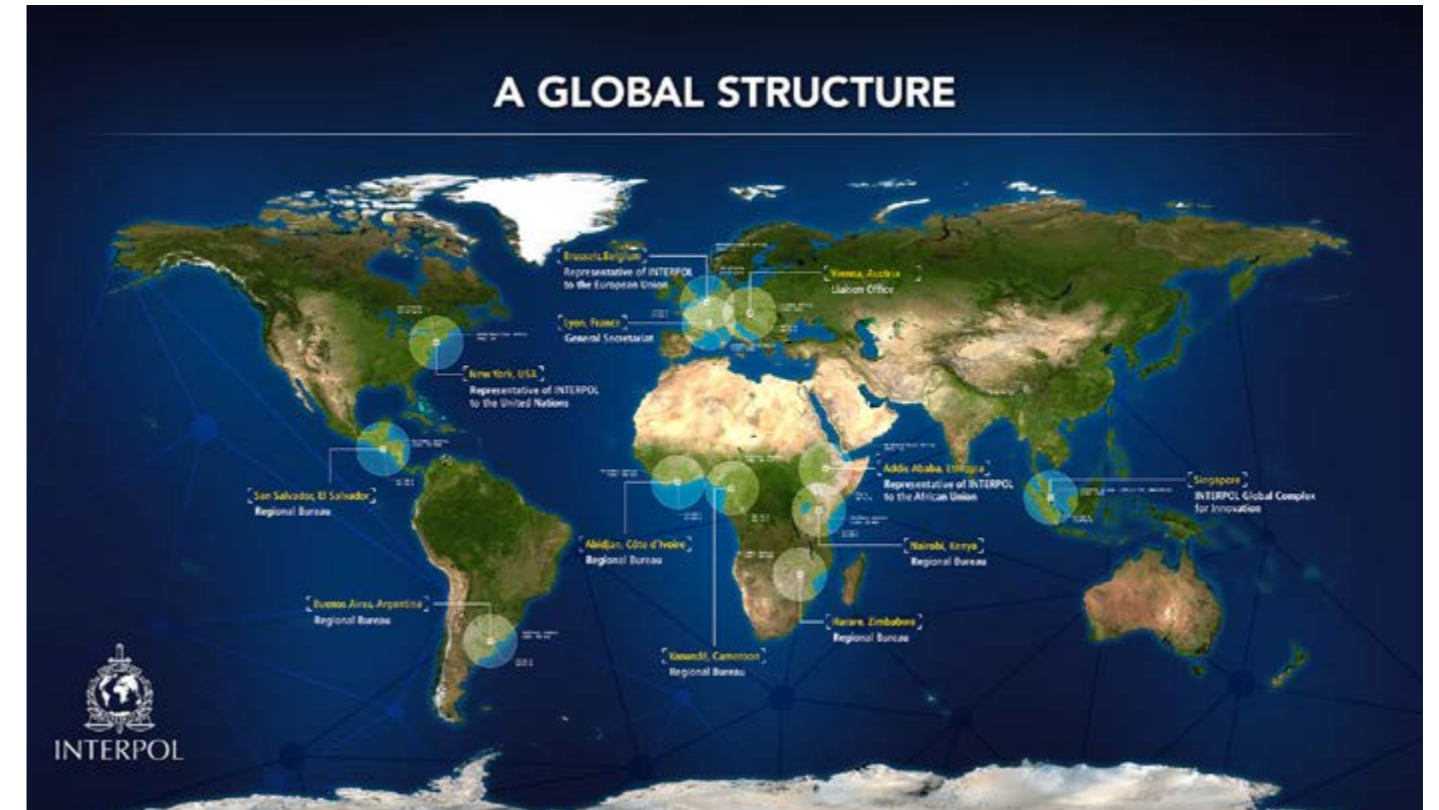 A GLOBAL STRUCTURE
Brussels, Belgium
Representative of INTERPOL
to the European Union
Vienna, Austria
Liaison Office
Lyon, France
General Secretariat
New York, USA
Representative of INTERPOL
to the United Nations
San Salvador, El Salvador
Regional Bureau
Addis Ababa, Ethiopia
Representative of INTERPOL
to the African Union
Singapore
INTERPOL Global Complex
for Innovation
Abidjan, Côte d'Ivoire
Regional Bureau
Nairobi, Kenya
Regional Bureau
Buenos Aires, Argentina
Regional Bureau
Harare, Zimbabwe
Regional Bureau
Yaoundé, Cameroon
Regional Bureau
INTERPOL